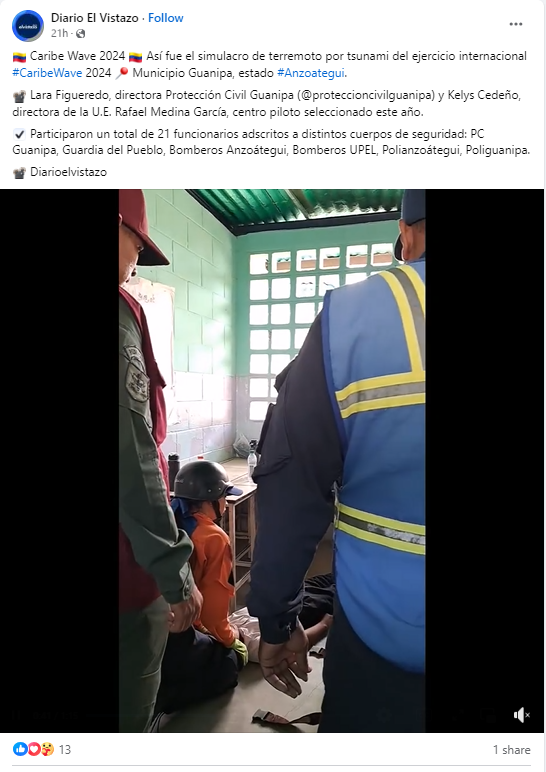 Diario El Vistazo · Follow
21h ·
🇻🇪 Caribe Wave 2024 🇻🇪 Así fue el simulacro de terremoto por tsunami del ejercicio internacional
#CaribeWave 2024 📍 Municipio Guanipa, estado #Anzoategui.
📽 Lara Figueredo, directora Protección Civil Guanipa (@proteccioncivilguanipa) y Kelys Cedeño,
directora de la U.E. Rafael Medina García, centro piloto seleccionado este año.
✔ Participaron un total de 21 funcionarios adscritos a distintos cuerpos de seguridad: PC
Guanipa, Guardia del Pueblo, Bomberos Anzoátegui, Bomberos UPEL, Polianzoátegui, Poliguanipa.
📽 Diarioelvistazo
13
1 share